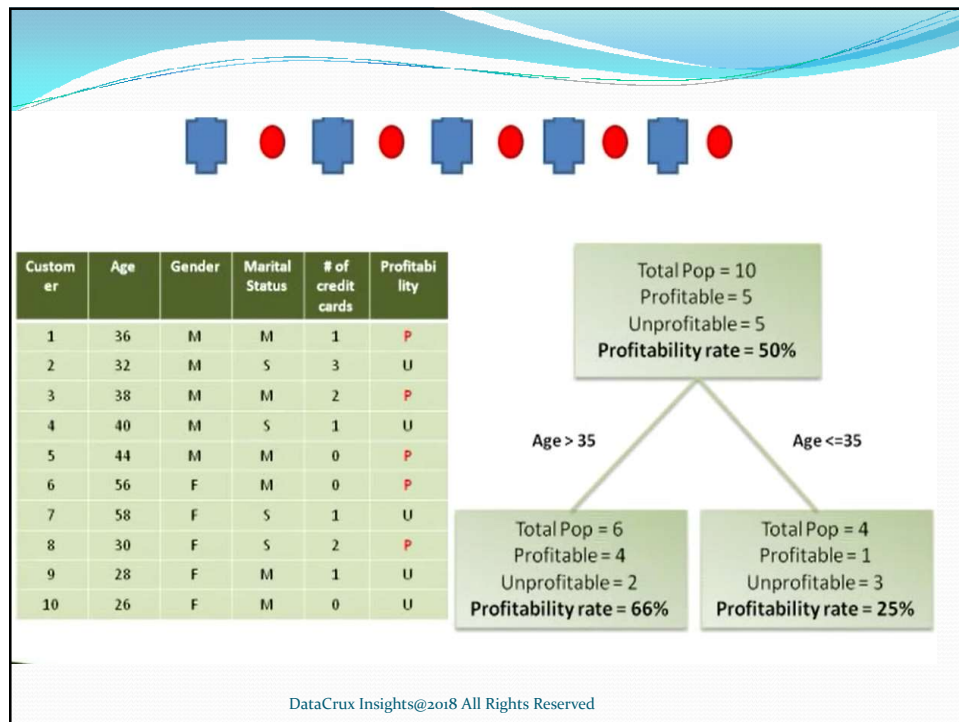 Custom
er Age Gender Marital
Status # of
credit
cards Profitabi
lity
1 36 M M 1 P
2 32 M S 3 U
3 38 M M 2 P
4 40 M S 1 U
5 44 M M 0 P
6 56 F M 0 P
7 58 F S 1 U
8 30 F S 2 P
9 28 F M 1 U
10 26 F M 0 U
Total Pop = 10
Profitable = 5
Unprofitable = 5
Profitability rate = 50%
Age > 35
Age <=35
Total Pop = 6
Profitable = 4
Unprofitable = 2
Profitability rate = 66%
Total Pop = 4
Profitable = 1
Unprofitable = 3
Profitability rate = 25%
DataCrux Insights@2018 All Rights Reserved